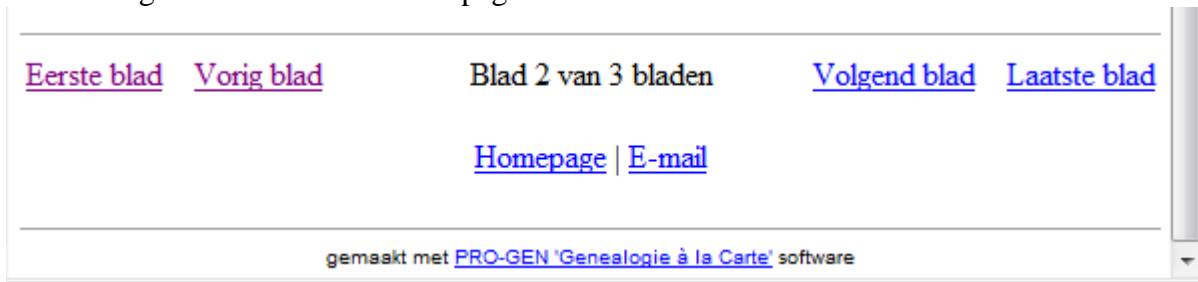 Eerste blad Vorig blad Blad 2 van 3 bladen Volgend blad Laatste blad
Homepage | E-mail
gemaakt met PRO-GEN 'Genealogie à la Carte' software